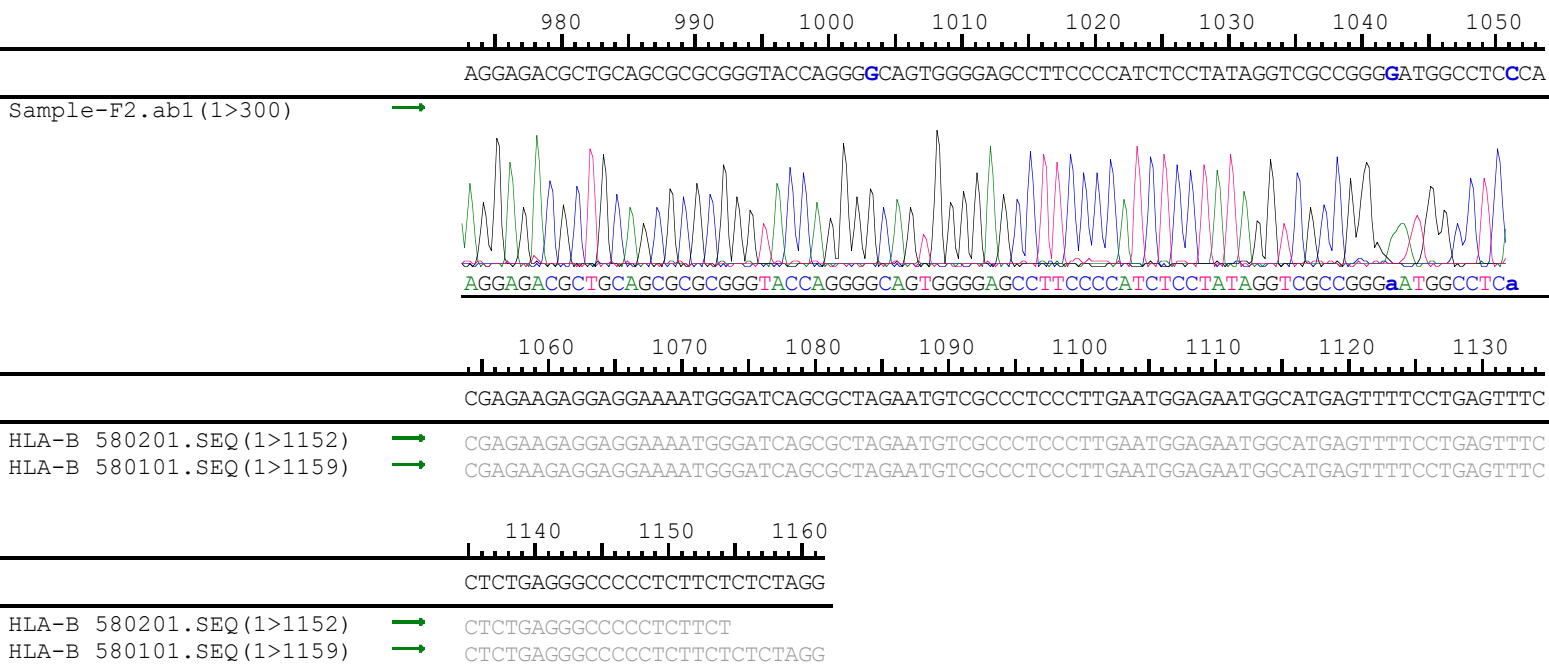 980 990 1000 1010 1020 1030 1040 1050
AGGAGACGCTGCAGCGCGCGGGTACCAGGGGCAGTGGGGAGCCTTCCCCATCTCCTATAGGTCGCCGGGGATGGCCTCCCA
Sample-F2.ab1(1>300)
AGGAGACGCTGCAGCGCGCGGGTACCAGGGGCAGTGGGGAGCCTTCCCCATCTCCTATAGGTCGCCGGGaATGGCCTCa
1060 1070 1080 1090 1100 1110 1120 1130
CGAGAAGAGGAGGAAAATGGGATCAGCGCTAGAATGTCGCCCTCCCTTGAATGGAGAATGGCATGAGTTTTCCTGAGTTTC
HLA-B 580201.SEQ(1>1152) CGAGAAGAGGAGGAAAATGGGATCAGCGCTAGAATGTCGCCCTCCCTTGAATGGAGAATGGCATGAGTTTTCCTGAGTTTC
HLA-B 580101.SEQ(1>1159) CGAGAAGAGGAGGAAAATGGGATCAGCGCTAGAATGTCGCCCTCCCTTGAATGGAGAATGGCATGAGTTTTCCTGAGTTTC
1140 1150 1160
CTCTGAGGGCCCCCTCTTCTCTCTAGG
HLA-B 580201.SEQ(1>1152) CTCTGAGGGCCCCCTCTTCT
HLA-B 580101.SEQ(1>1159) CTCTGAGGGCCCCCTCTTCTCTCTAGG